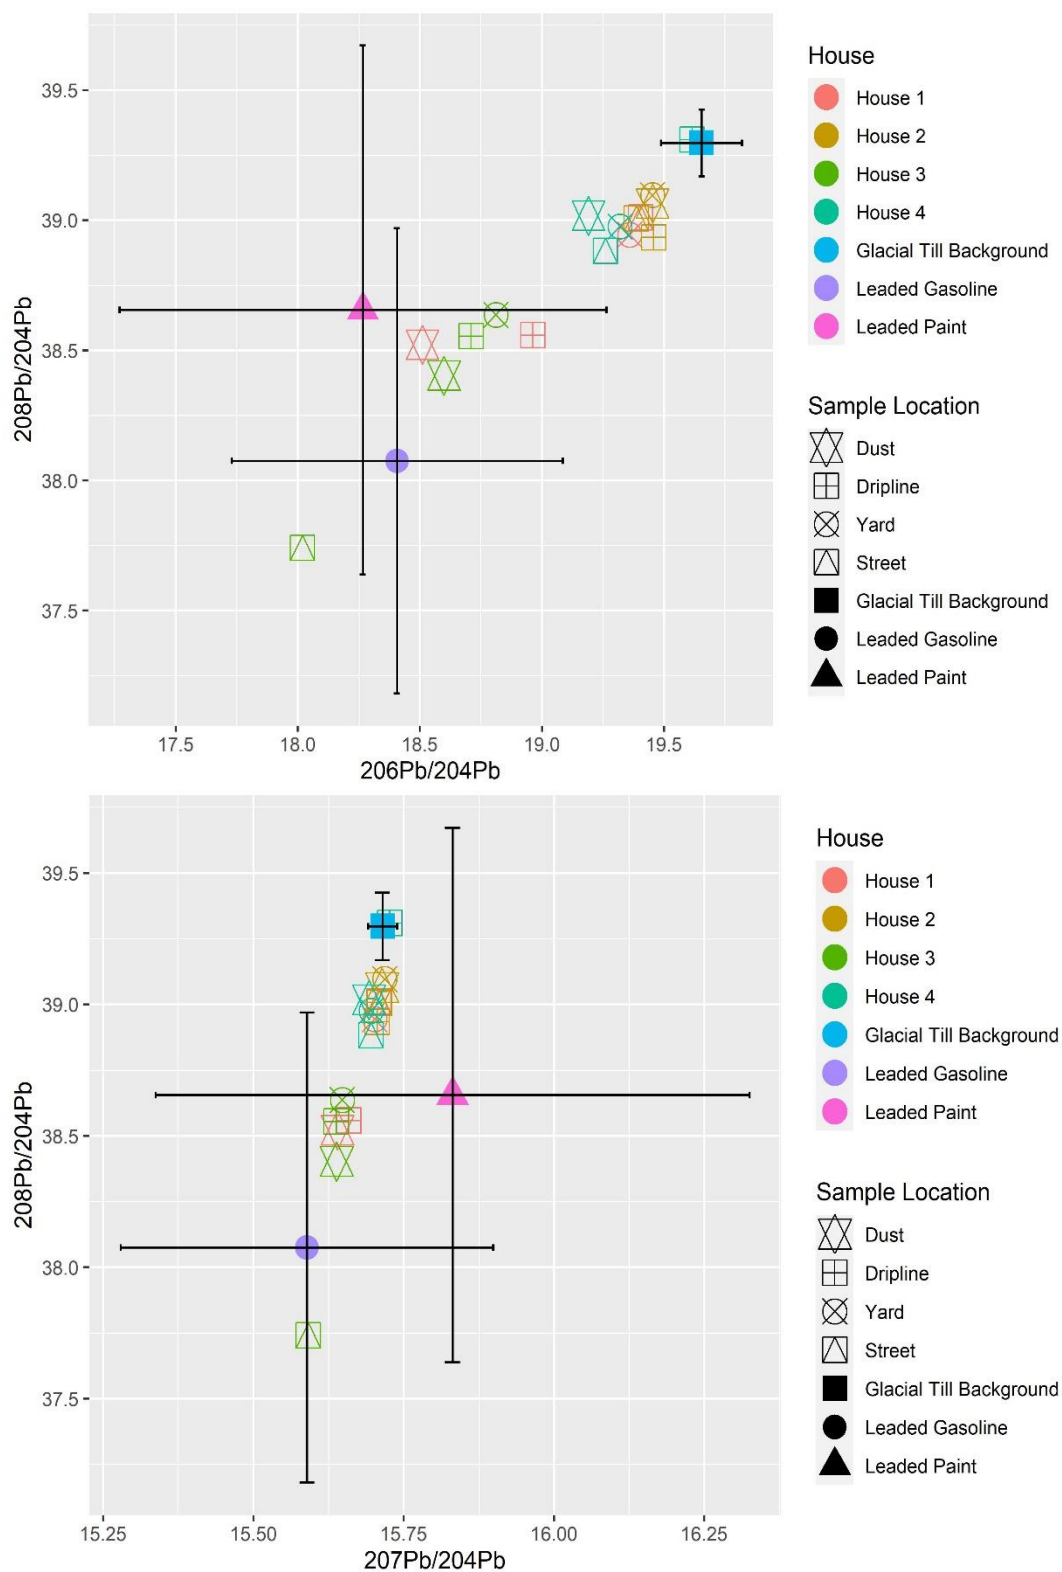 39.5
39.0
38.5
38.0
37.5
208Pb/204Pb
17.5 18.0 18.5 19.0 19.5
206Pb/204Pb
House
House 1
House 2
House 3
House 4
Glacial Till Background
Leaded Gasoline
Leaded Paint
Sample Location
Dust
Dripline
Yard
Street
Glacial Till Background
Leaded Gasoline
Leaded Paint
39.5
39.0
38.5
38.0
37.5
208Pb/204Pb
15.25 15.50 15.75 16.00 16.25
207Pb/204Pb
House
House 1
House 2
House 3
House 4
Glacial Till Background
Leaded Gasoline
Leaded Paint
Sample Location
Dust
Dripline
Yard
Street
Glacial Till Background
Leaded Gasoline
Leaded Paint